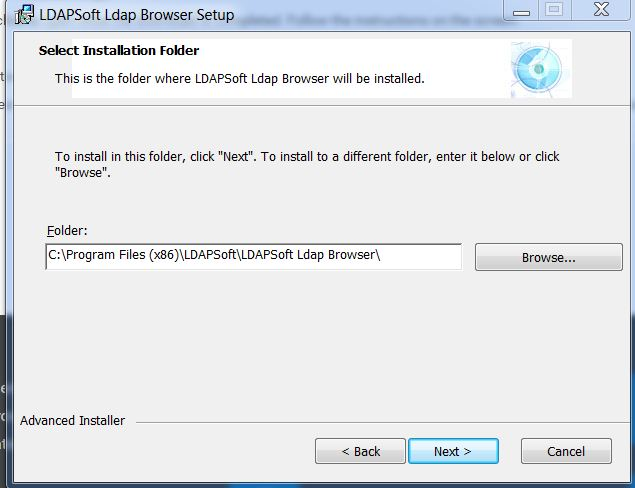 LDAPSoft Ldap Browser Setup
Select Installation Folder
This is the folder where LDAPSoft Ldap Browser will be installed.
To install in this folder, click "Next". To install to a different folder, enter it below or click
"Browse".
Folder:
C:\Program Files (x86)\LDAPSoft\LDAPSoft Ldap Browser\
Browse...
Advanced Installer
< Back
Next >
Cancel